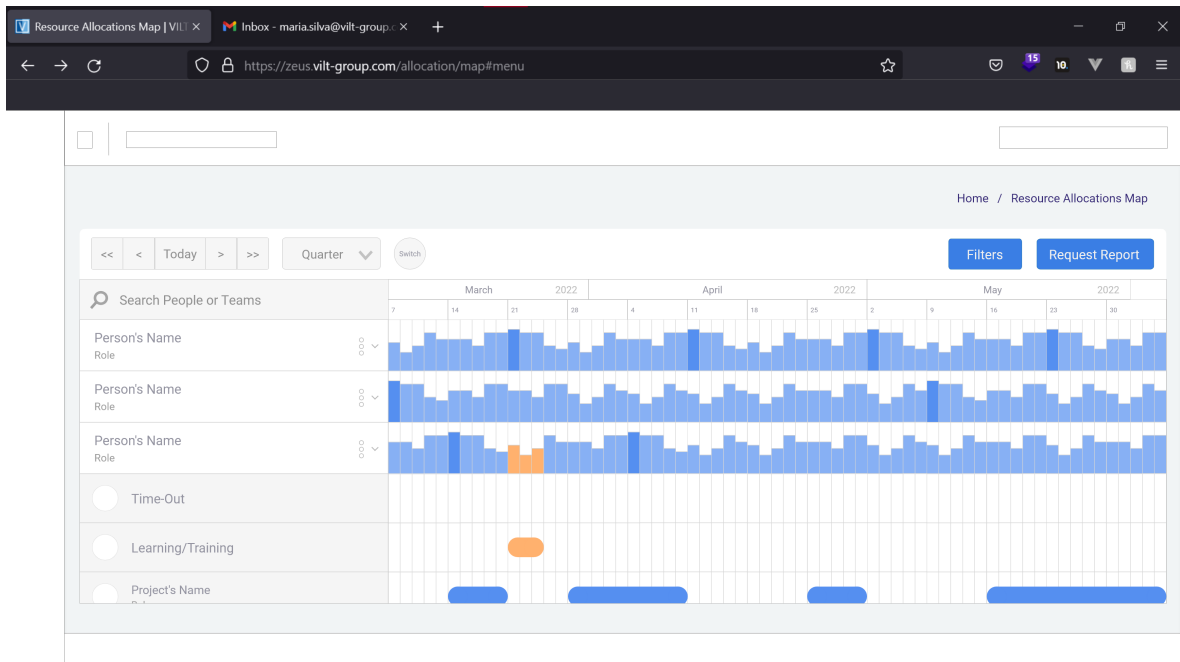 Resource Allocations Map | VILT
Inbox - maria.silva@vilt-group.c
https://zeus.vilt-group.com/allocation/map#menu
15
10.
Home / Resource Allocations Map
<< < Today > >>
Quarter
Switch
Filters
Request Report
Search People or Teams
March 2022 April 2022 May 2022
7 14 21 28 4 11 18 25 2 9 16 23 30
Person's Name
Role
Person's Name
Role
Person's Name
Role
Time-Out
Learning/Training
Project's Name